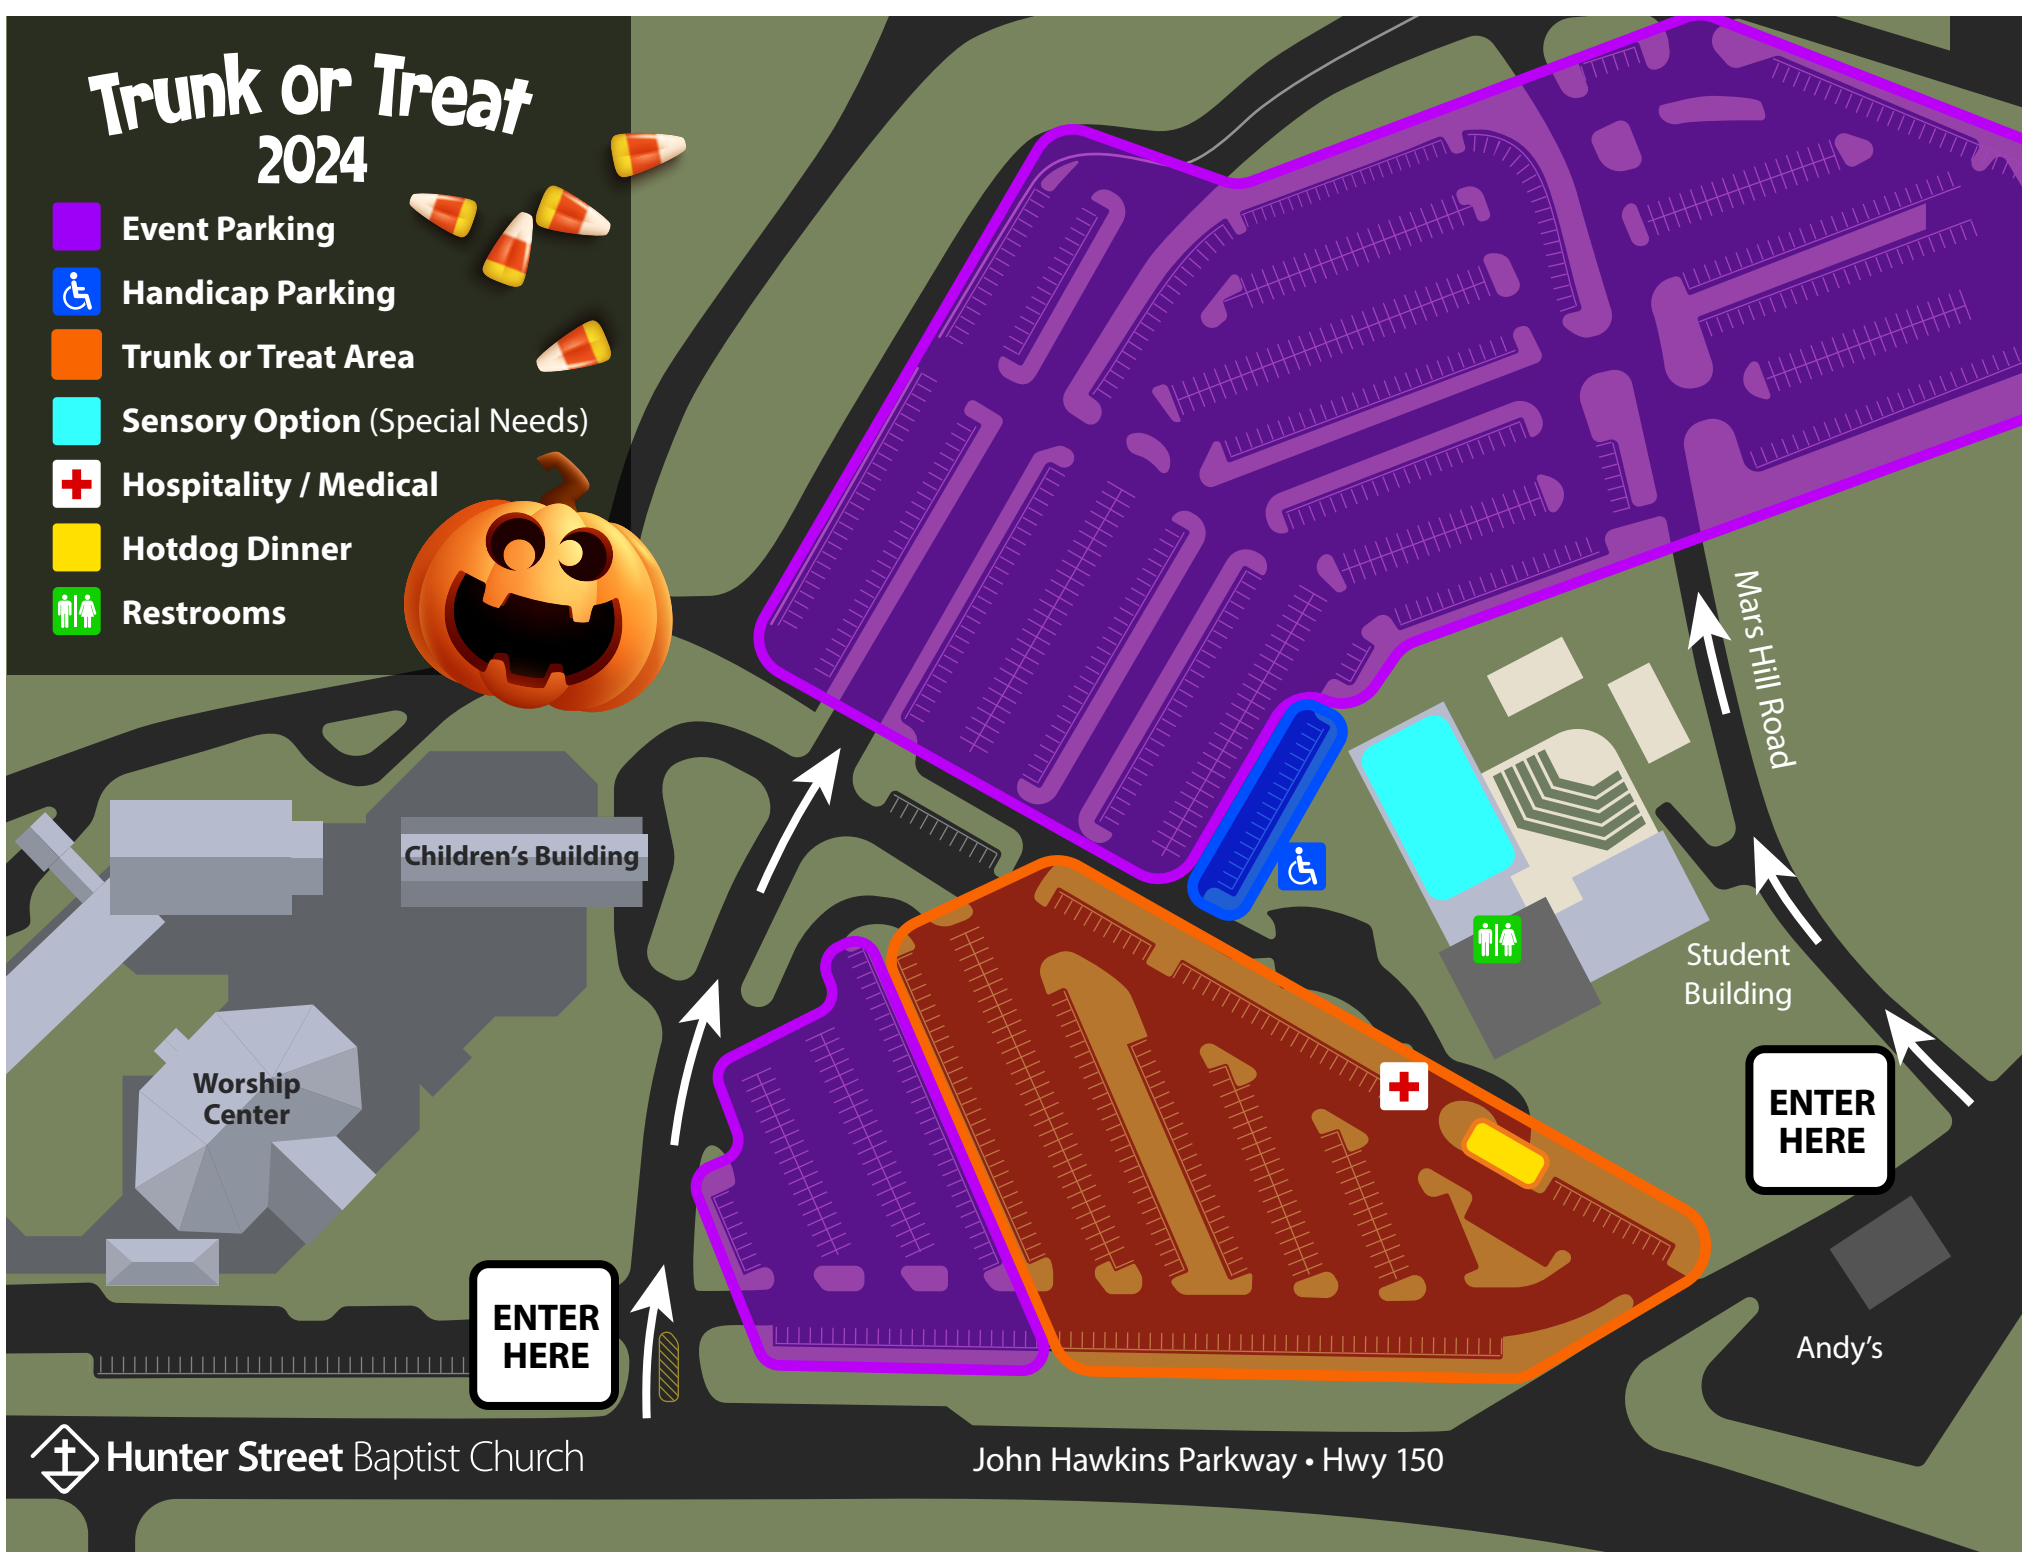 Trunk or Treat
2024
Event Parking
Handicap Parking
Trunk or Treat Area
Sensory Option (Special Needs)
Hospitality / Medical
Hotdog Dinner
Restrooms
Mars Hill Road
Children's Building
Student
Building
Worship
Center
ENTER
HERE
ENTER
HERE
Andy's
Hunter Street Baptist Church
John Hawkins Parkway • Hwy 150